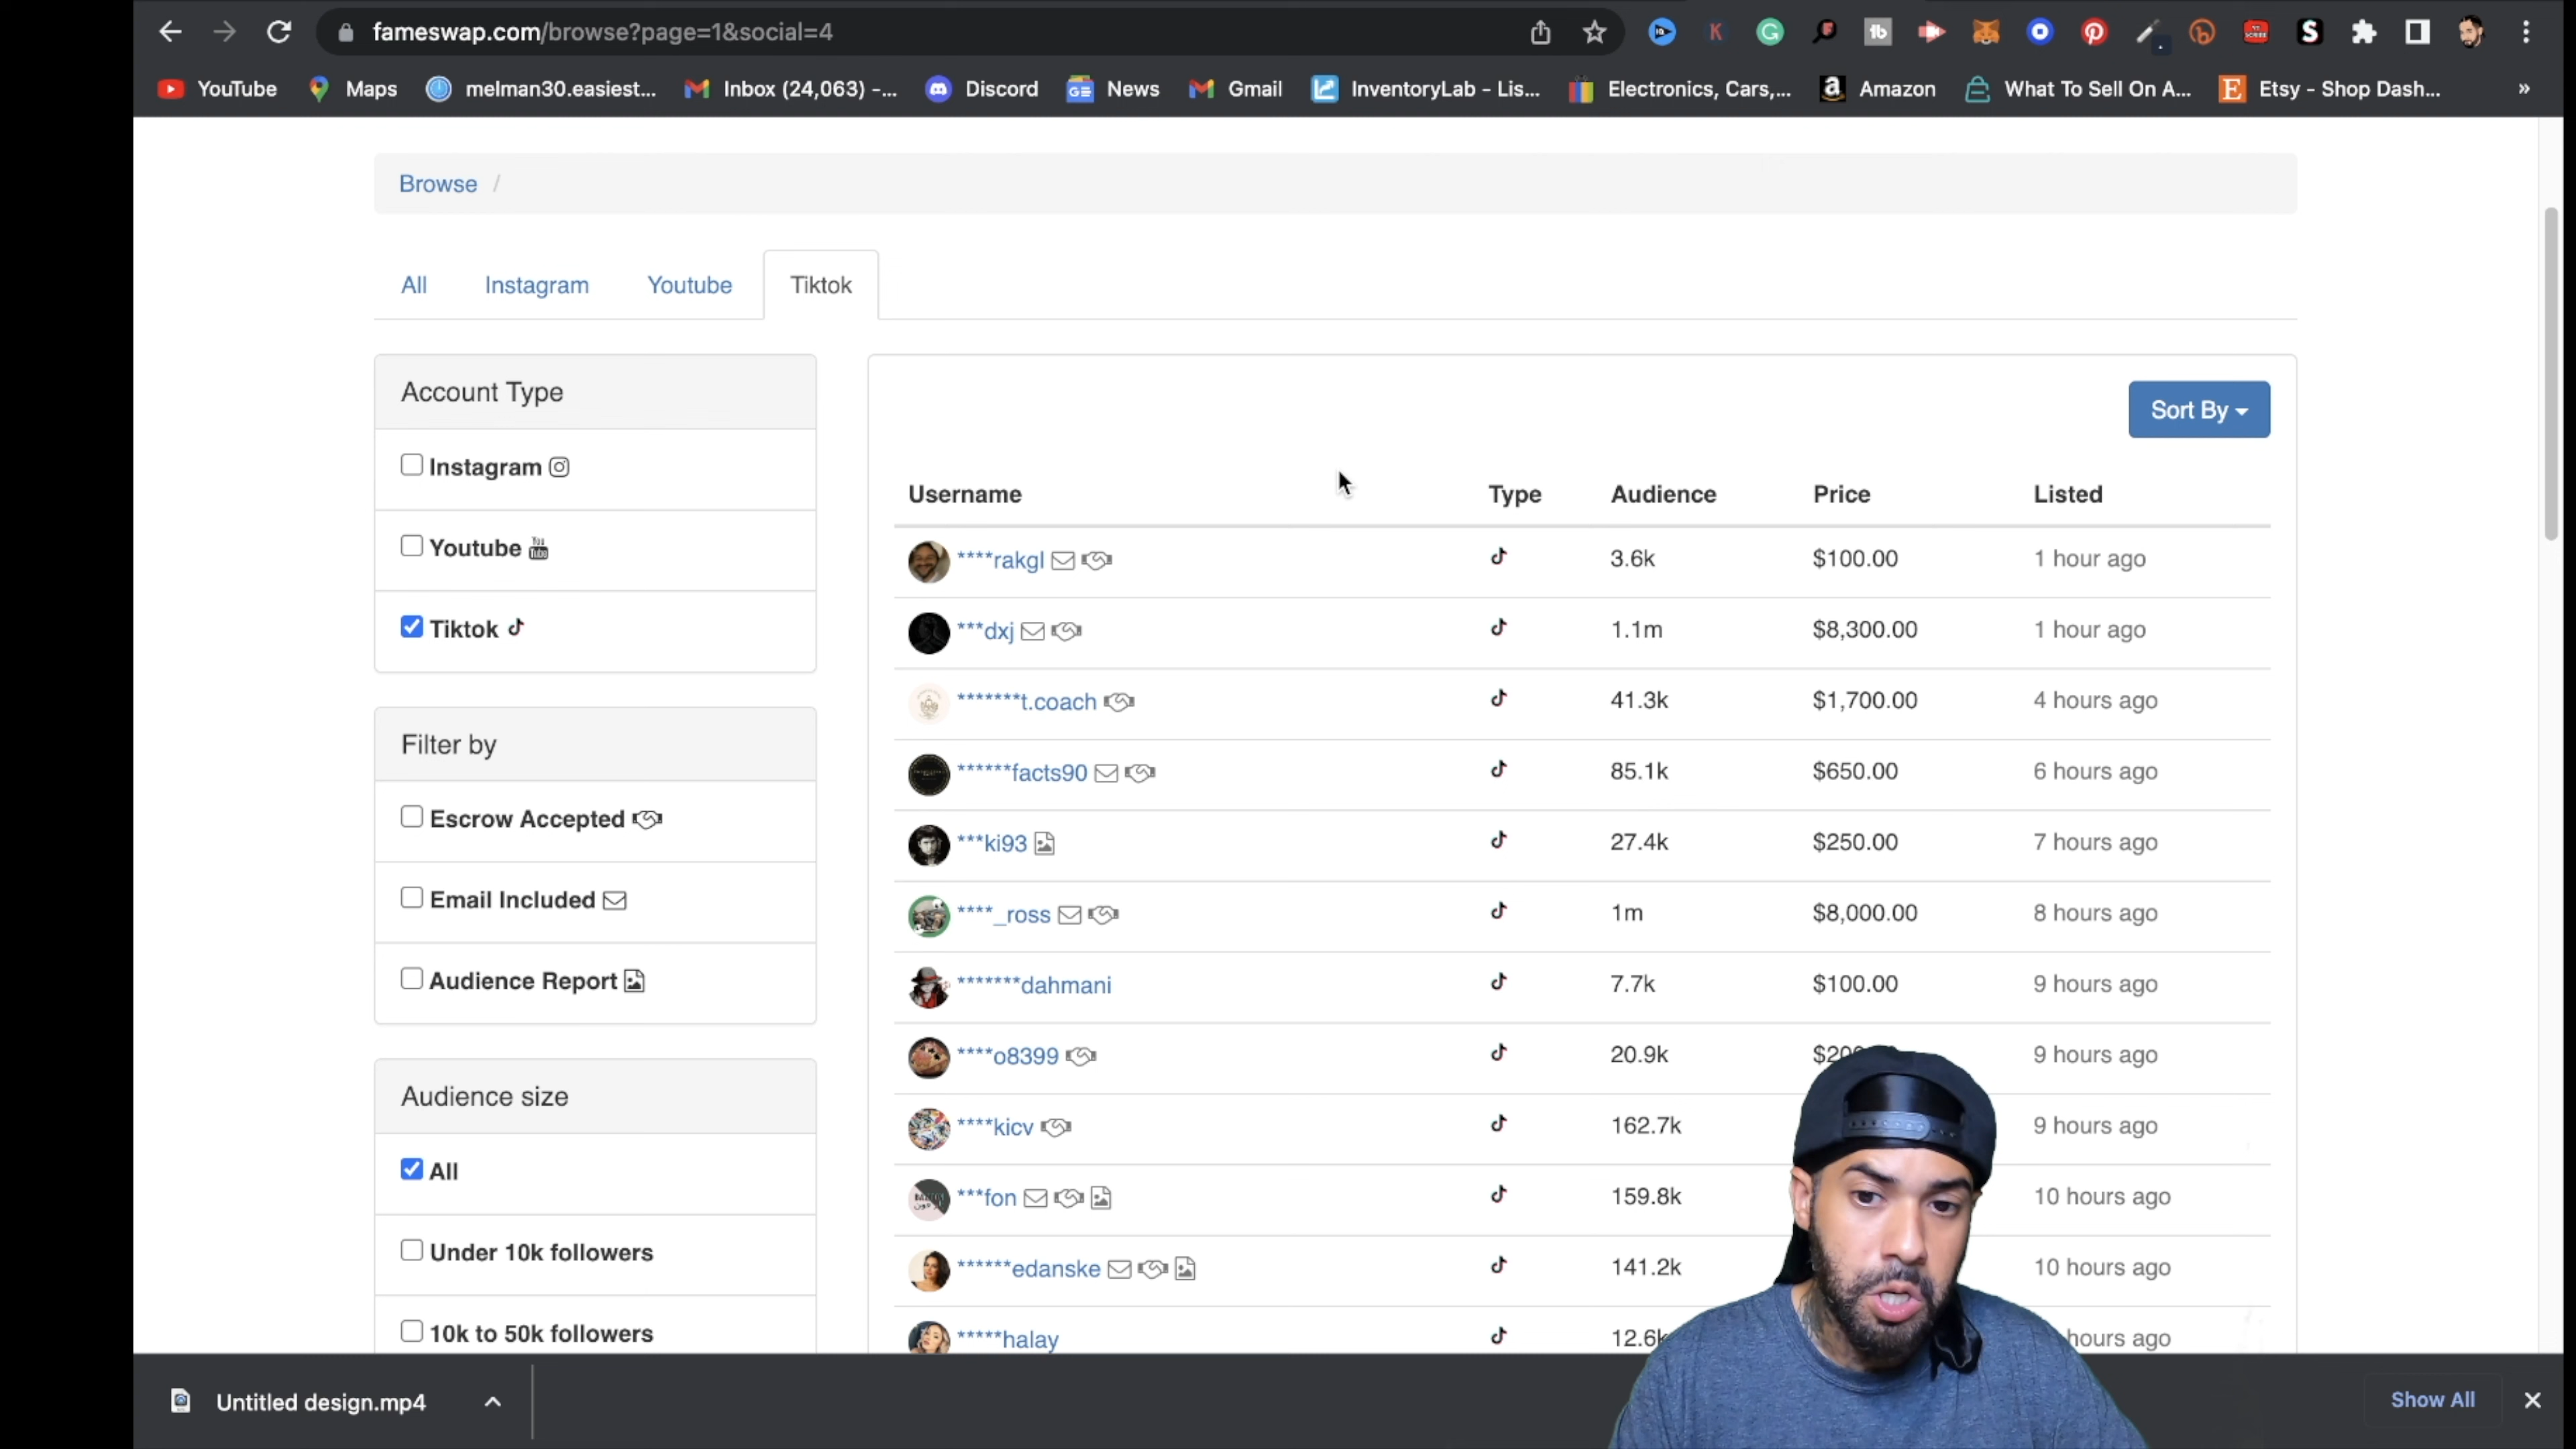 fameswap.com/browse?page=1&social=4
YouTube Maps melman30.easiest... Inbox (24,063) -... Discord News Gmail InventoryLab - Lis... Electronics, Cars,... Amazon What To Sell On A... Etsy - Shop Dash... »
Browse /
All Instagram Youtube Tiktok
Account Type
Instagram
Youtube
Tiktok
Filter by
Escrow Accepted
Email Included
Audience Report
Audience size
All
Under 10k followers
10k to 50k followers
Sort By
Username Type Audience Price Listed
****rakgl 3.6k $100.00 1 hour ago
***dxj 1.1m $8,300.00 1 hour ago
*******t.coach 41.3k $1,700.00 4 hours ago
******facts90 85.1k $650.00 6 hours ago
***ki93 27.4k $250.00 7 hours ago
****_ross 1m $8,000.00 8 hours ago
*******dahmani 7.7k $100.00 9 hours ago
****o8399 20.9k 9 hours ago
****kicv 162.7k 9 hours ago
***fon 159.8k 10 hours ago
******edanske 141.2k 10 hours ago
*****halay 12.6k hours ago
Untitled design.mp4
Show All